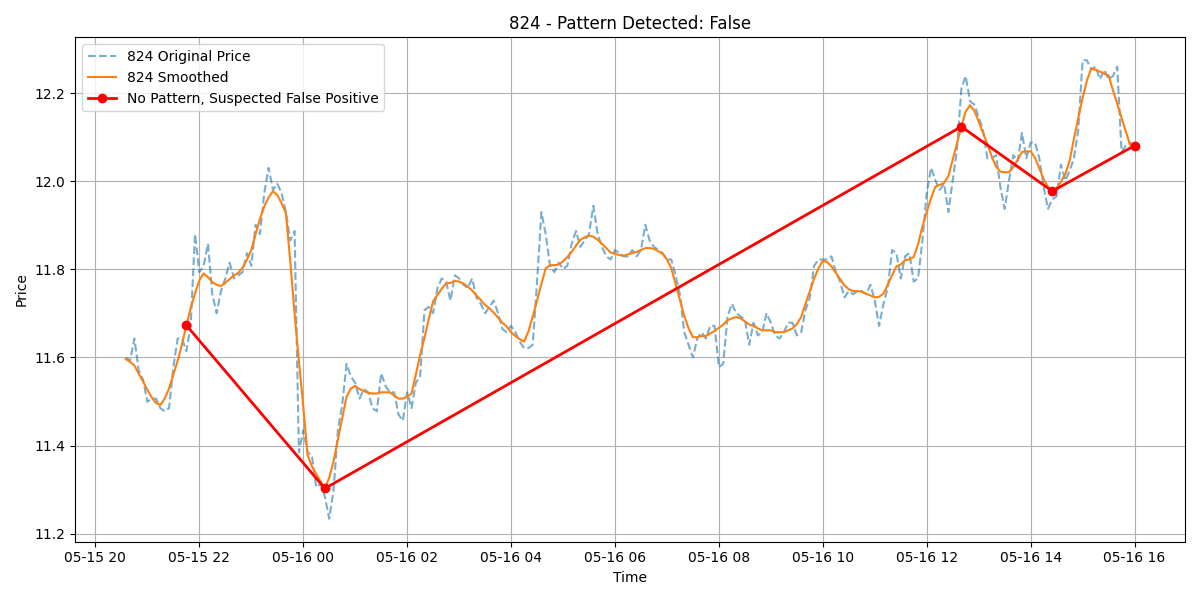 824 - Pattern Detected: False
824 Original Price
824 Smoothed
No Pattern, Suspected False Positive
Price
12.2
12.0
11.8
11.6
11.4
11.2
05-15 20 05-15 22 05-16 00 05-16 02 05-16 04 05-16 06 05-16 08 05-16 10 05-16 12 05-16 14 05-16 16
Time